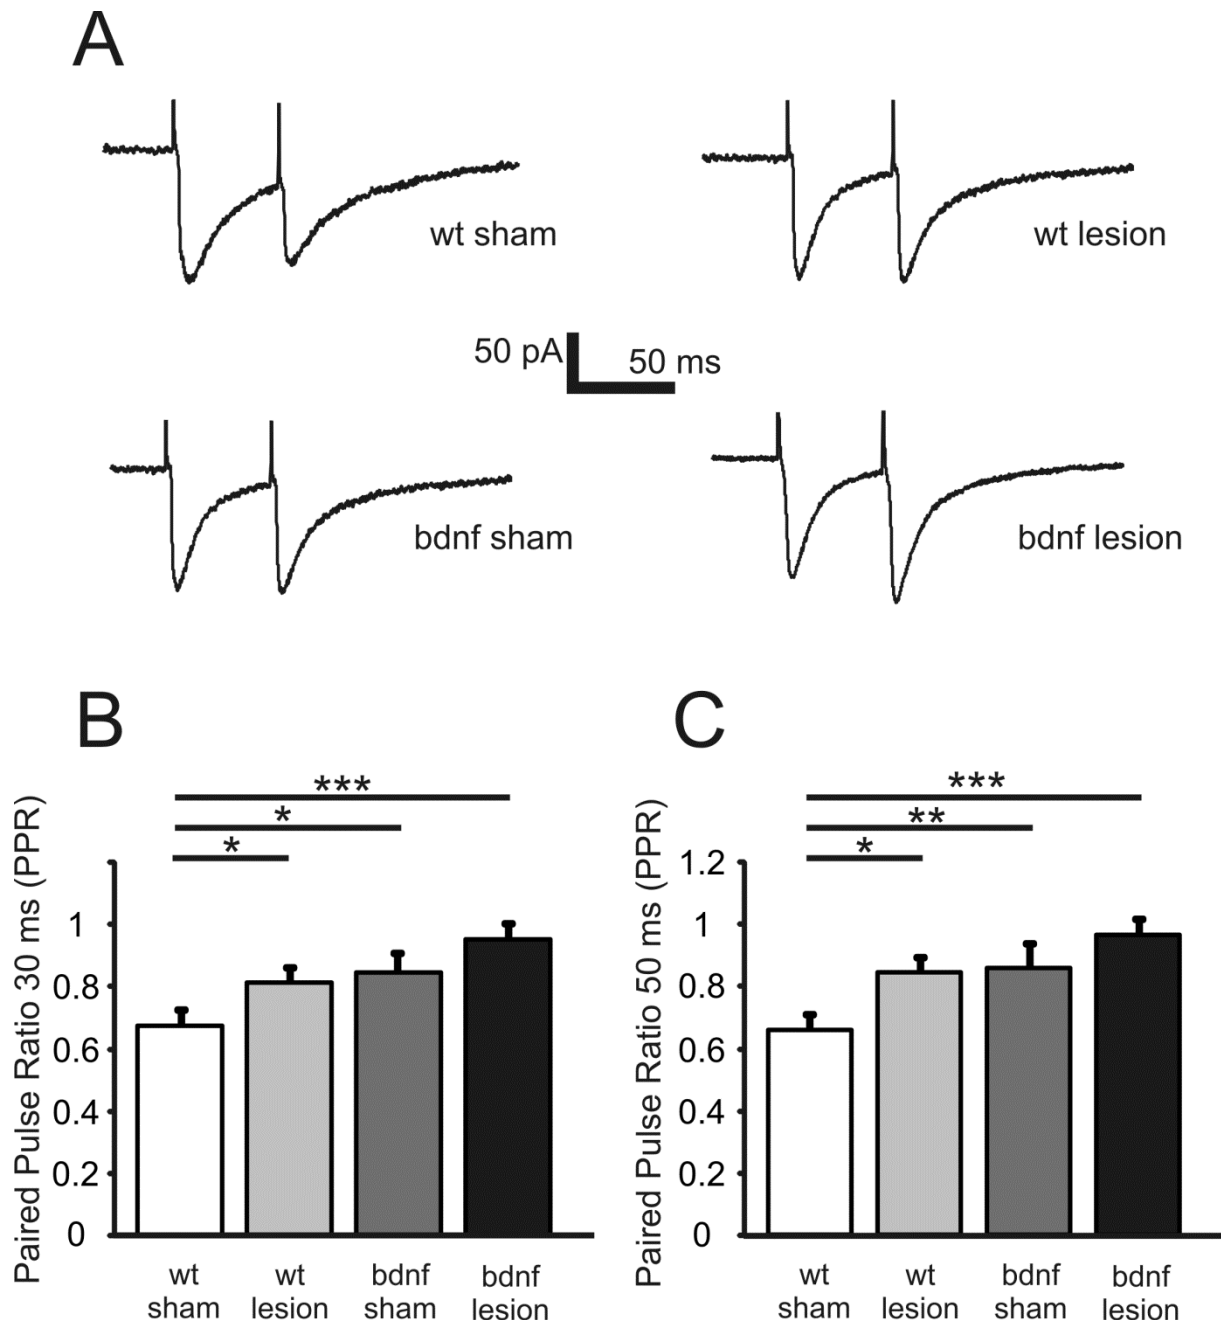 A
wt sham
wt lesion
50 pA
50 ms
bdnf sham
bdnf lesion
B
Paired Pulse Ratio 30 ms (PPR)
***
*
*
1
0.8
0.6
0.4
0.2
0
wt
sham
wt
lesion
bdnf
sham
bdnf
lesion
C
Paired Pulse Ratio 50 ms (PPR)
***
**
*
1.2
1
0.8
0.6
0.4
0.2
0
wt
sham
wt
lesion
bdnf
sham
bdnf
lesion